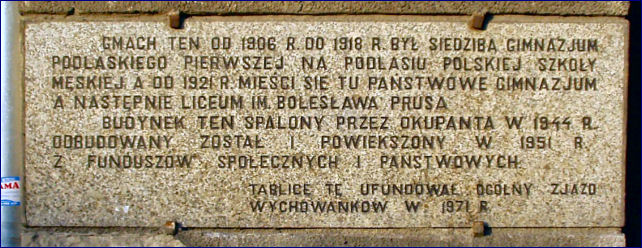 GMACH TEN OD 1906 R. DO 1918 R. BYŁ SIEDZIBĄ GIMNAZJUM
PODLASKIEGO PIERWSZEJ NA PODLASIU POLSKIEJ SZKOŁY
MĘSKIEJ, A OD 1921 R. MIEŚCI SIĘ TU PAŃSTWOWE GIMNAZJUM
A NASTĘPNIE LICEUM IM. BOLESŁAWA PRUSA.
BUDYNEK TEN SPALONY PRZEZ OKUPANTA W 1944 R.
ODBUDOWANY ZOSTAŁ I POWIĘKSZONY W 1951 R.
Z FUNDUSZÓW SPOŁECZNYCH I PAŃSTWOWYCH.
TABLICĘ TĘ UFUNDOWAŁ OGÓLNY ZJAZD
WYCHOWANKÓW W 1971 R.